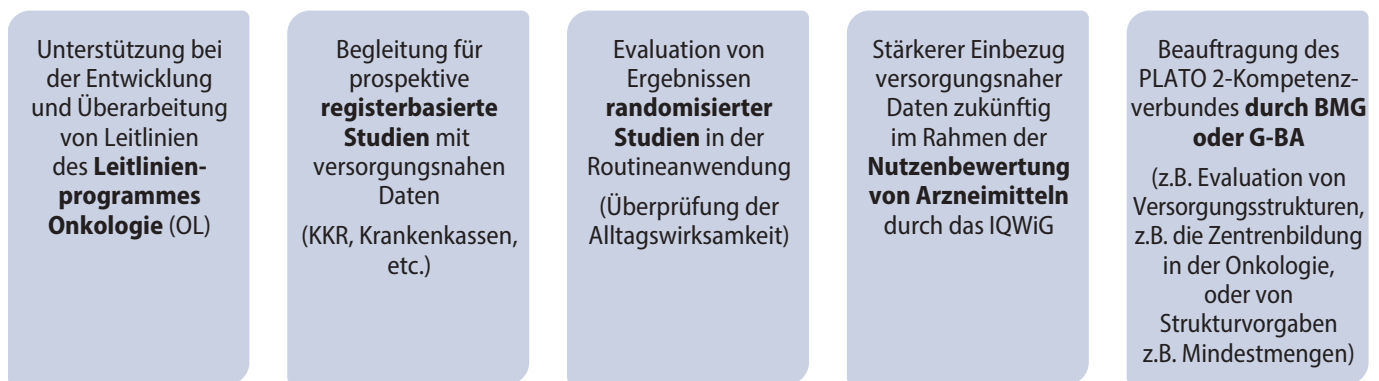 Unterstützung bei
der Entwicklung
und Überarbeitung
von Leitlinien
des Leitlinien-
programmes
Onkologie (OL)
Begleitung für
prospektive
registerbasierte
Studien mit
versorgungsnahen
Daten
(KKR, Krankenkassen,
etc.)
Evaluation von
Ergebnissen
randomisierter
Studien in der
Routineanwendung
(Überprüfung der
Alltagswirksamkeit)
Stärkerer Einbezug
versorgungsnaher
Daten zukünftig
im Rahmen der
Nutzenbewertung
von Arzneimitteln
durch das IQWiG
Beauftragung des
PLATO 2-Kompetenz-
verbundes durch BMG
oder G-BA
(z.B. Evaluation von
Versorgungsstrukturen,
z.B. die Zentrenbildung
in der Onkologie,
oder von
Strukturvorgaben
z.B. Mindestmengen)